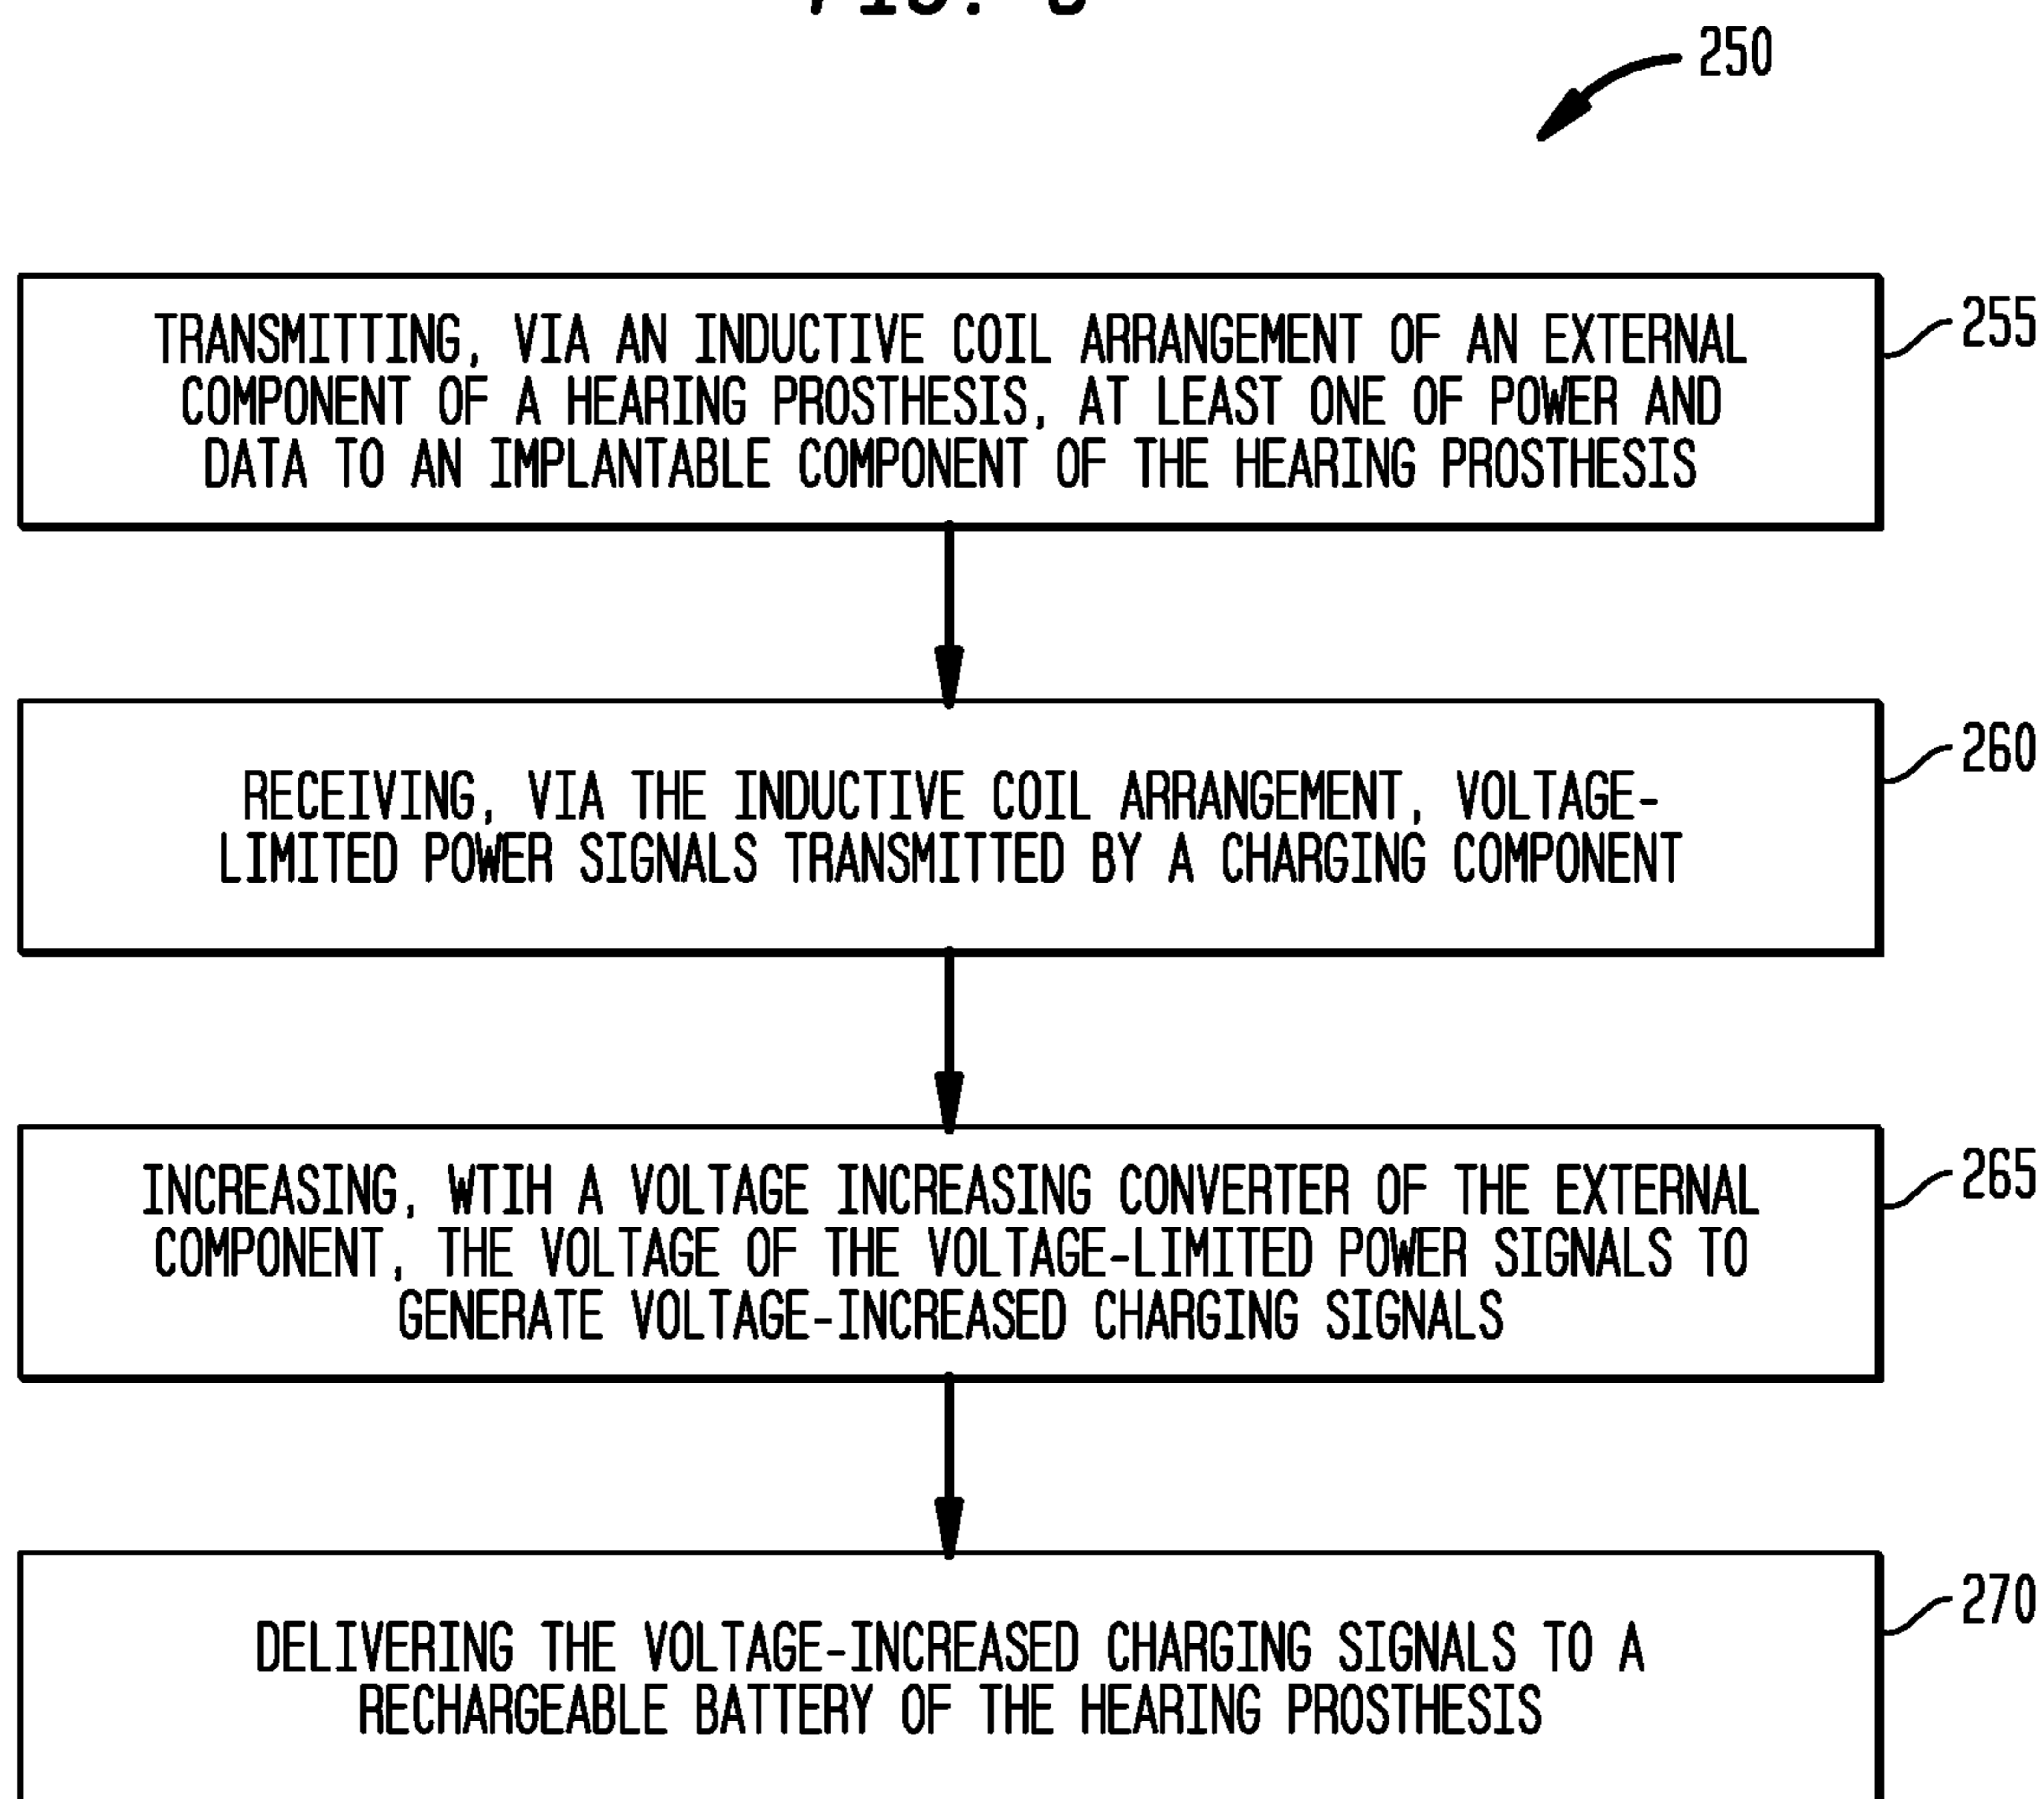 250
TRANSMITTING, VIA AN INDUCTIVE COIL ARRANGEMENT OF AN EXTERNAL
COMPONENT OF A HEARING PROSTHESIS, AT LEAST ONE OF POWER AND
DATA TO AN IMPLANTABLE COMPONENT OF THE HEARING PROSTHESIS
255
RECEIVING, VIA THE INDUCTIVE COIL ARRANGEMENT, VOLTAGE-
LIMITED POWER SIGNALS TRANSMITTED BY A CHARGING COMPONENT
260
INCREASING, WTIH A VOLTAGE INCREASING CONVERTER OF THE EXTERNAL
COMPONENT, THE VOLTAGE OF THE VOLTAGE-LIMITED POWER SIGNALS TO
GENERATE VOLTAGE-INCREASED CHARGING SIGNALS
265
DELIVERING THE VOLTAGE-INCREASED CHARGING SIGNALS TO A
RECHARGEABLE BATTERY OF THE HEARING PROSTHESIS
270